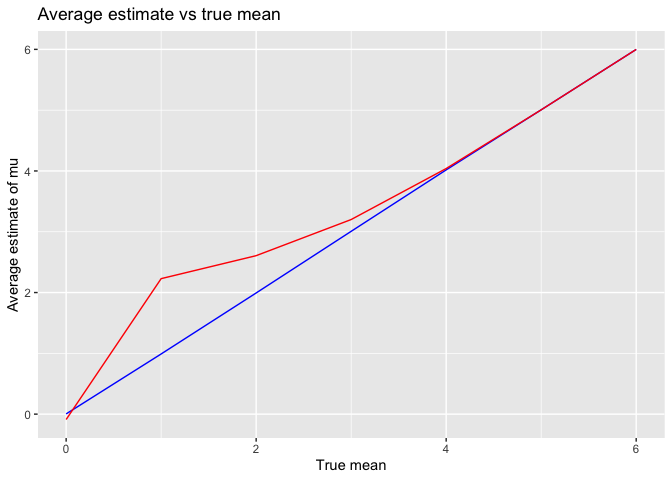 Average estimate vs true mean
Average estimate of mu
6
4
2
0
0 2 4 6
True mean